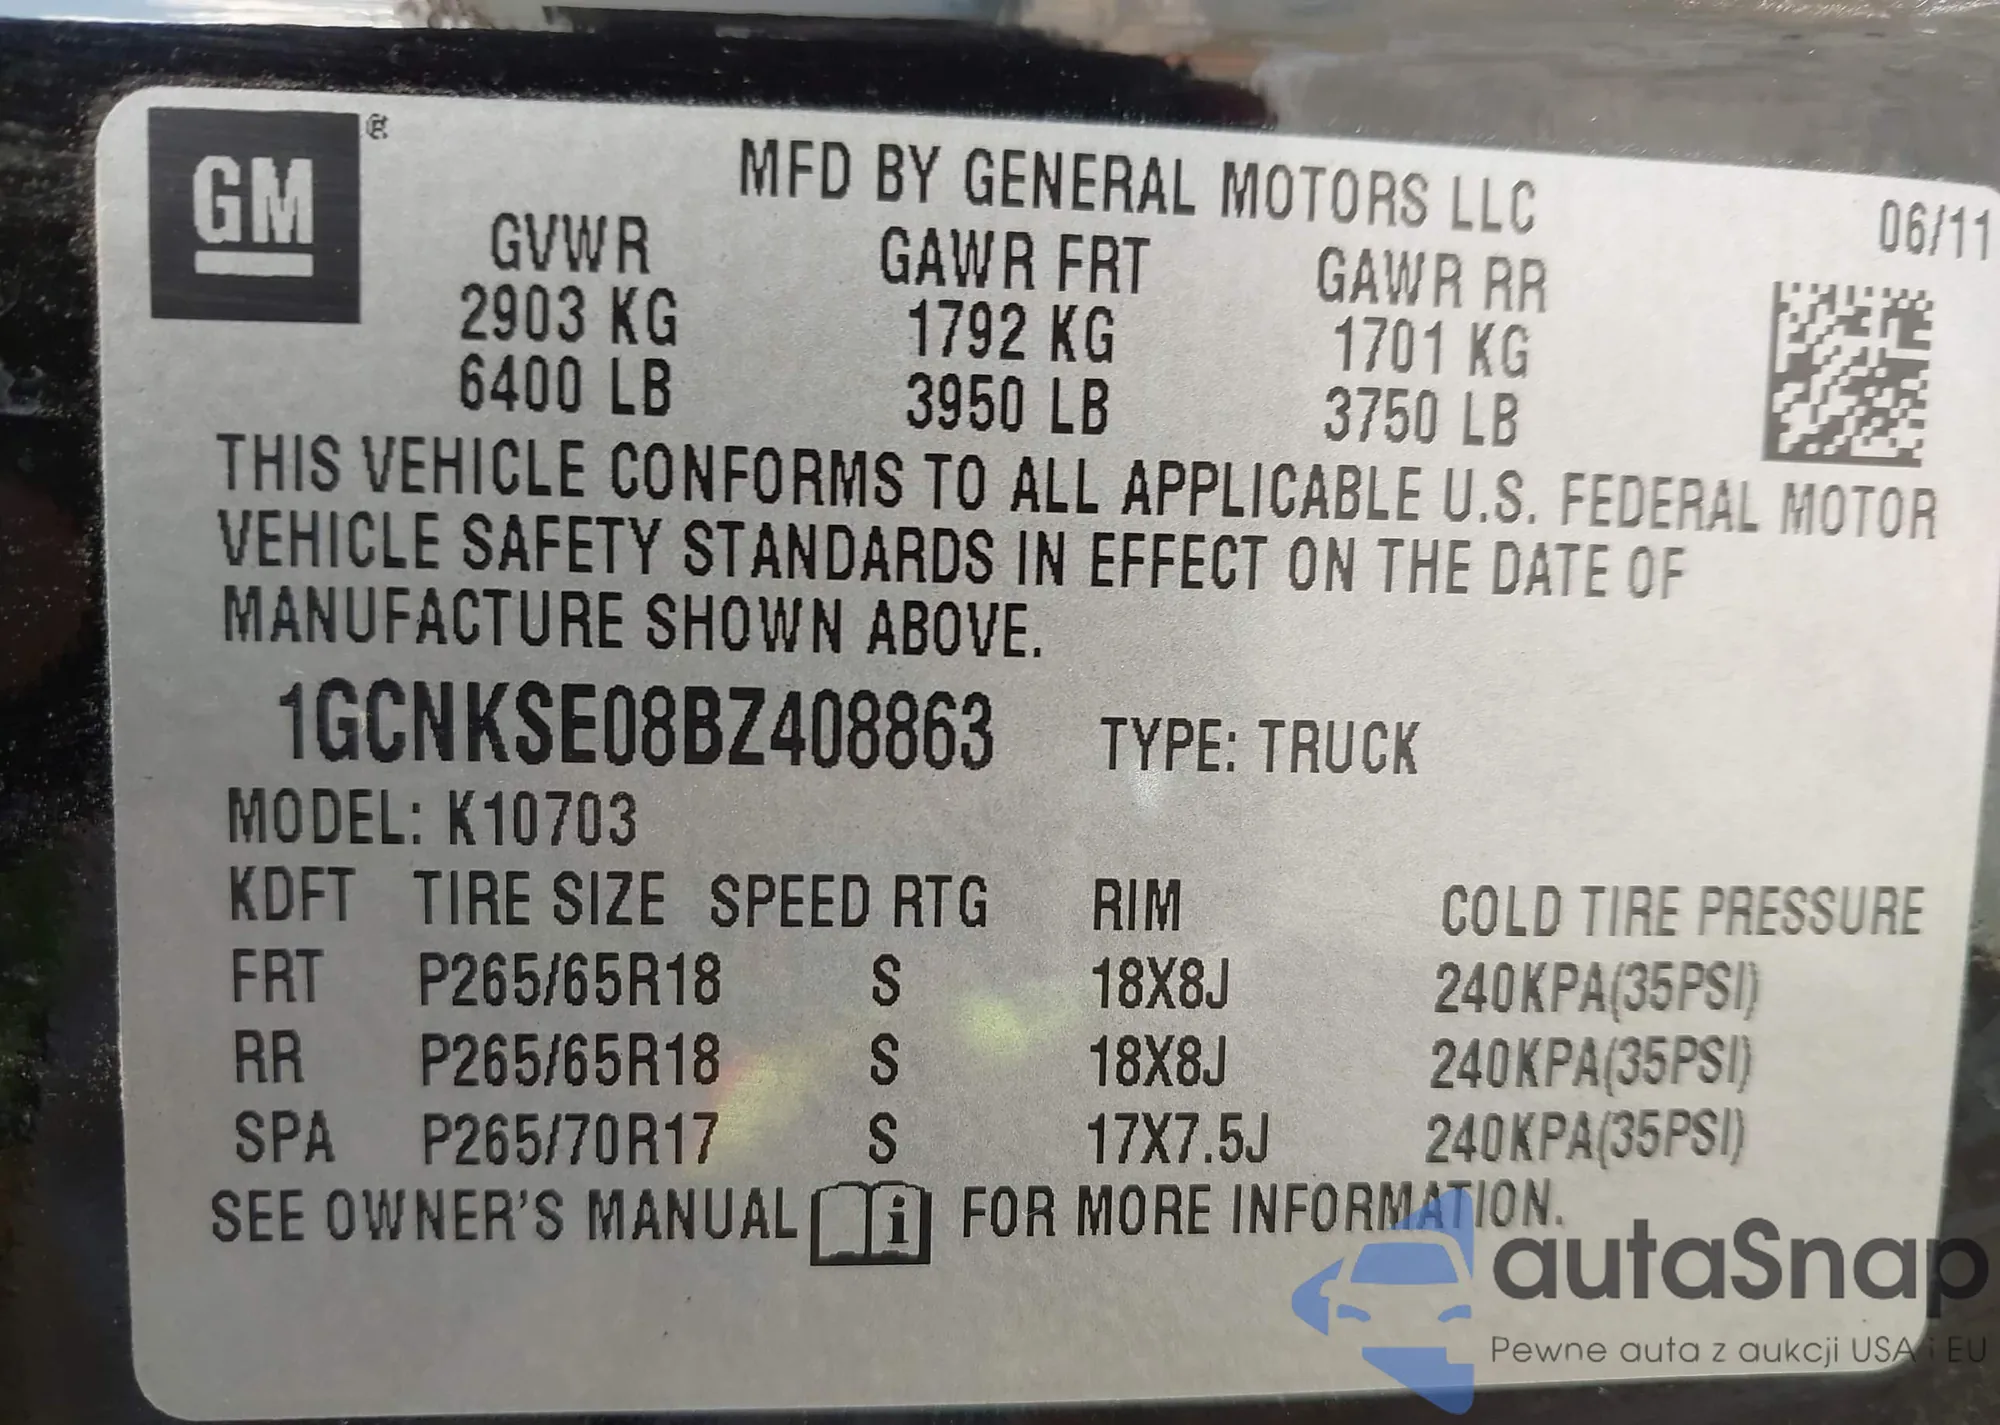 GM ®
MFD BY GENERAL MOTORS LLC 06/11
GVWR GAWR FRT GAWR RR
2903 KG 1792 KG 1701 KG
6400 LB 3950 LB 3750 LB
THIS VEHICLE CONFORMS TO ALL APPLICABLE U.S. FEDERAL MOTOR
VEHICLE SAFETY STANDARDS IN EFFECT ON THE DATE OF
MANUFACTURE SHOWN ABOVE.
1GCNKSE08BZ408863 TYPE: TRUCK
MODEL: K10703
KDFT TIRE SIZE SPEED RTG RIM COLD TIRE PRESSURE
FRT P265/65R18 S 18X8J 240KPA(35PSI)
RR P265/65R18 S 18X8J 240KPA(35PSI)
SPA P265/70R17 S 17X7.5J 240KPA(35PSI)
SEE OWNER'S MANUAL i FOR MORE INFORMATION.
autaSnap
Pewne auta z aukcji USA i EU